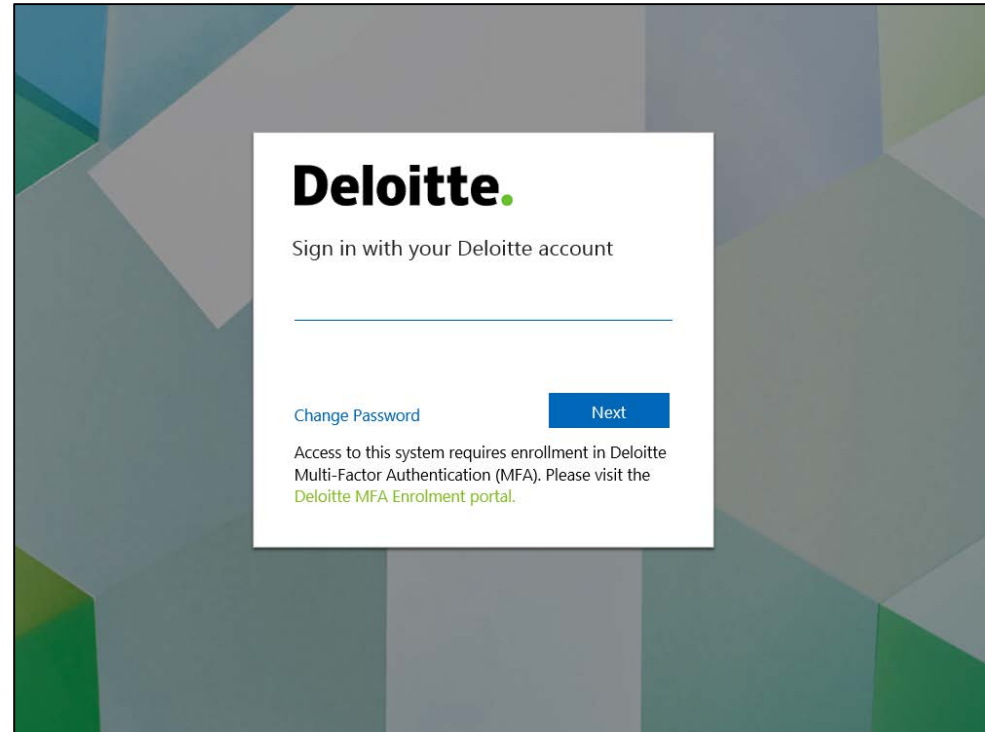 Deloitte.
Sign in with your Deloitte account
Change Password
Next
Access to this system requires enrollment in Deloitte
Multi-Factor Authentication (MFA). Please visit the
Deloitte MFA Enrolment portal.